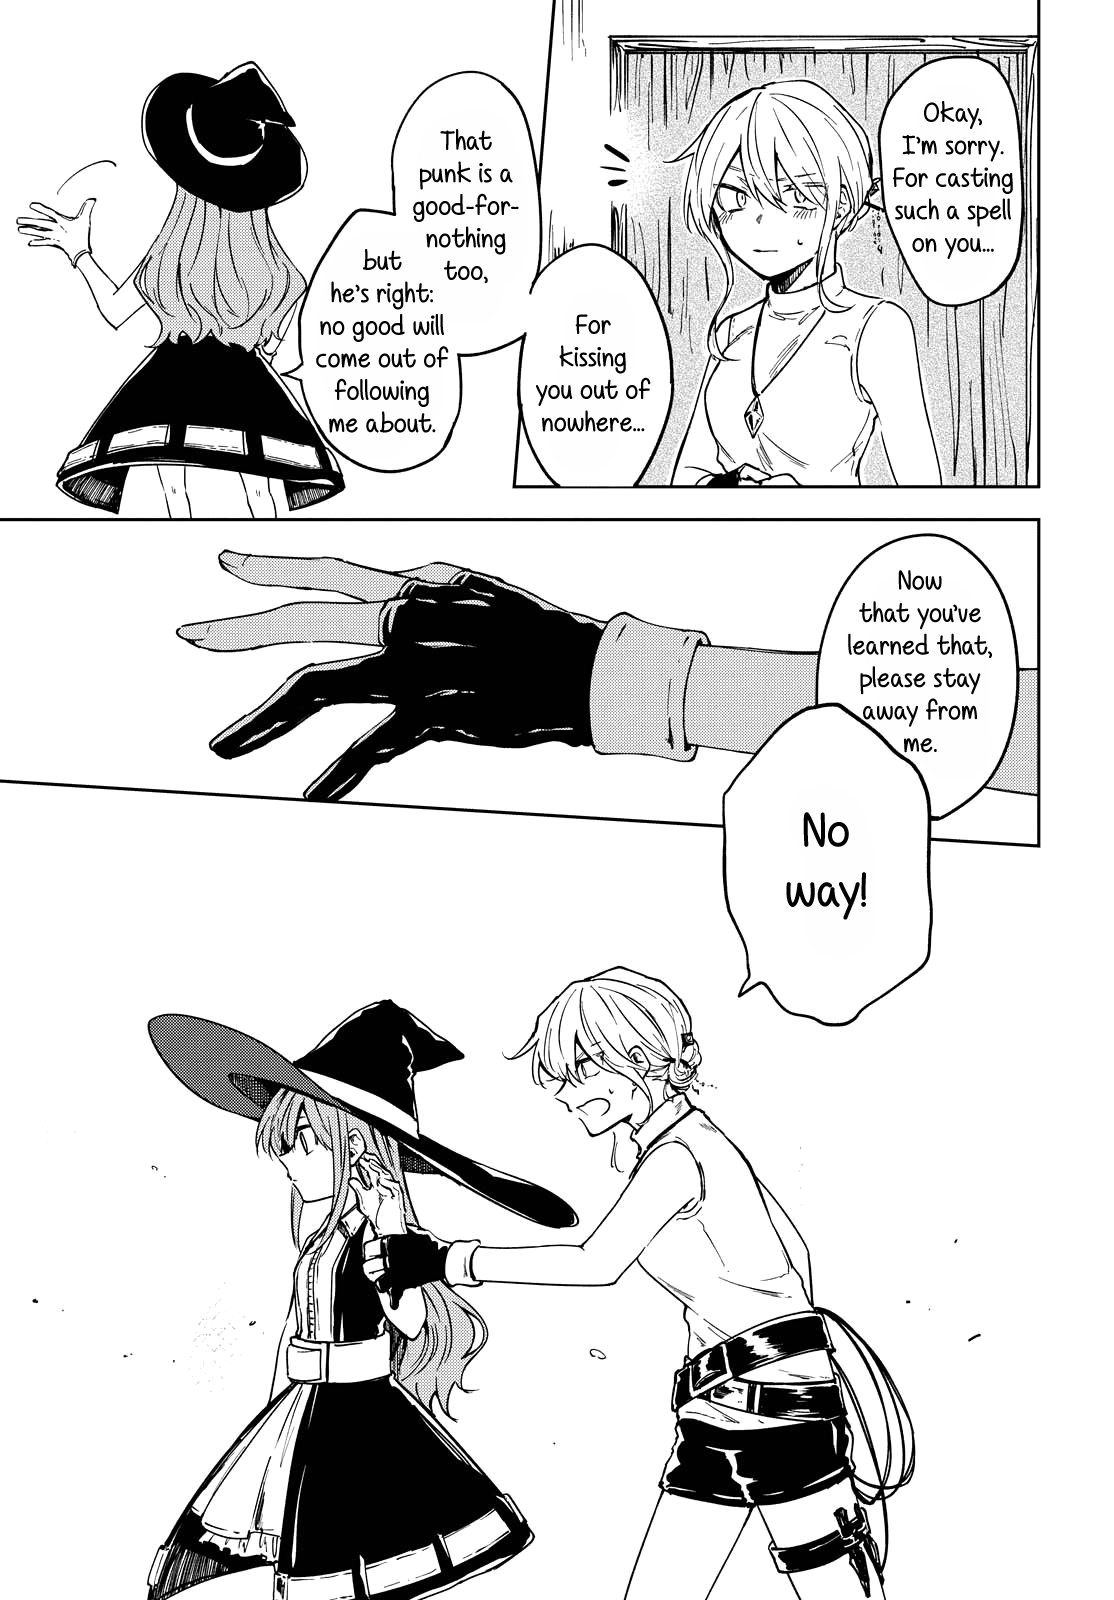 Okay,
I'm sorry.
For casting
such a spell
on you...
For
kissing
you out of
nowhere...
That
punk is a
good-for-
nothing
too,
but
he's right:
no good will
come out of
following
me about.
Now
that you've
learned that,
please stay
away from
me.
No
way!